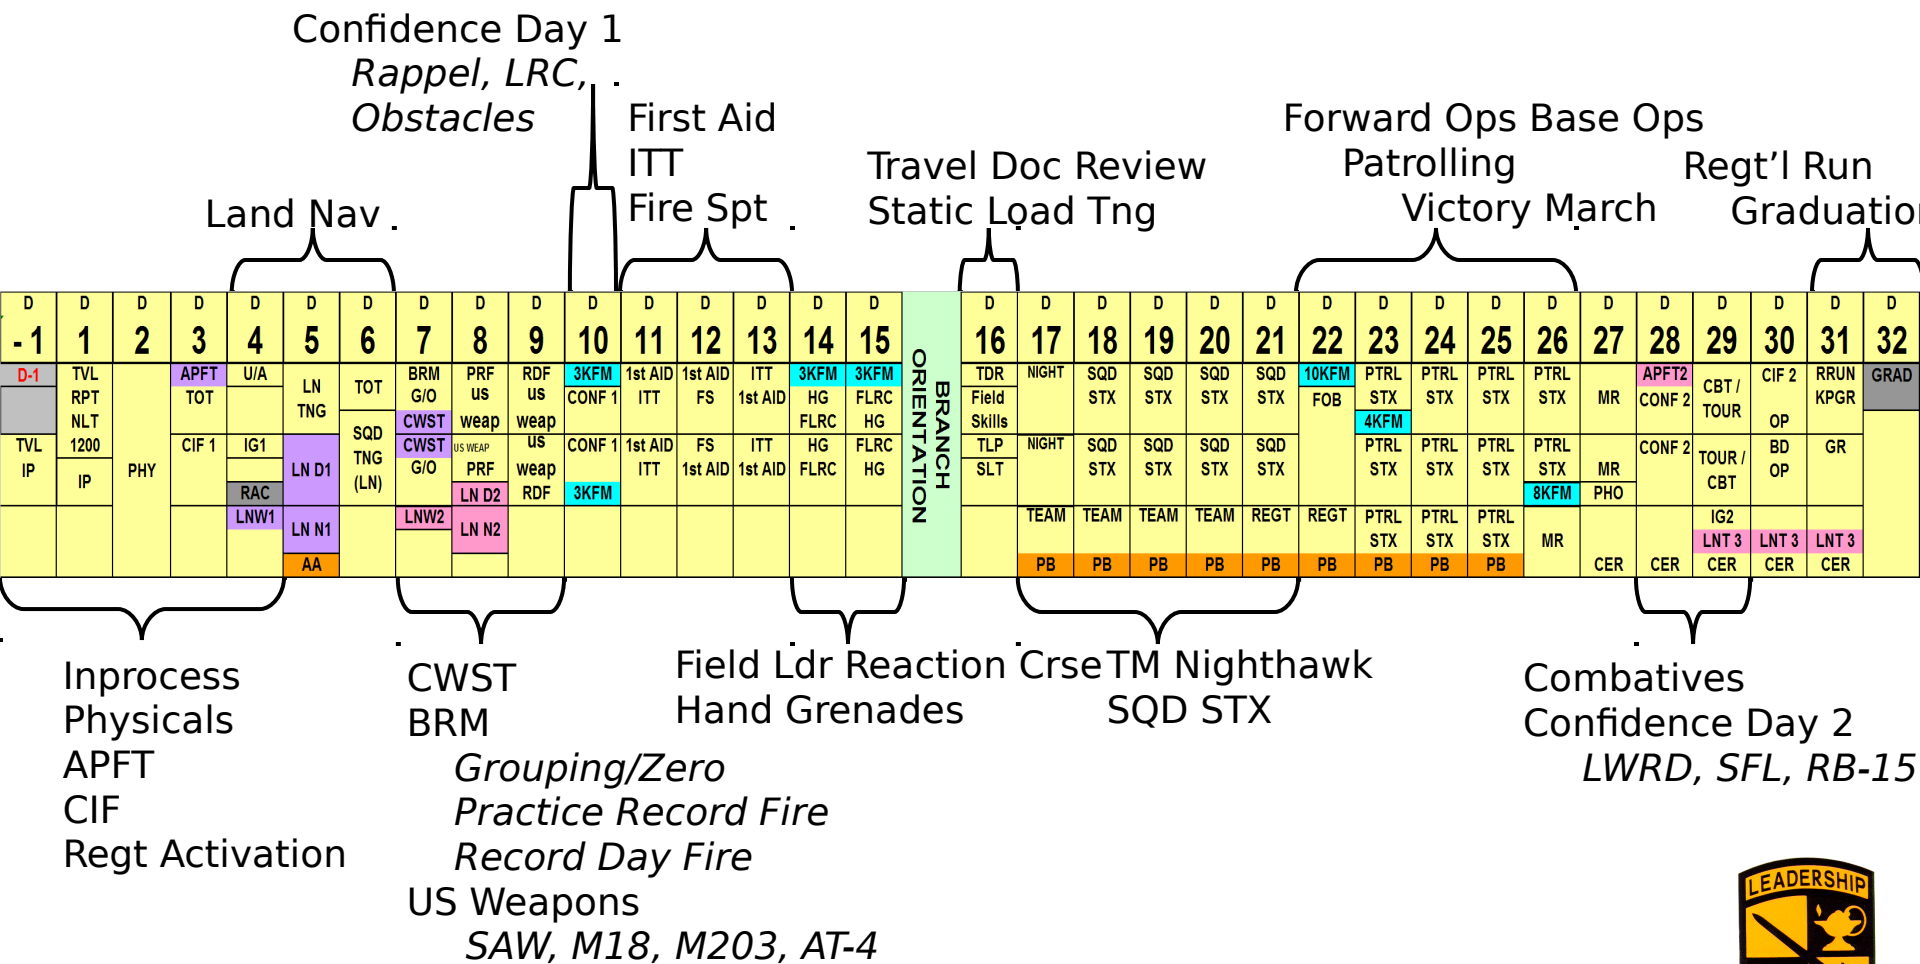 Confidence Day 1
Rappel, LRC,
Obstacles
First Aid
ITT
Fire Spt
Land Nav
Travel Doc Review
Static Load Tng
Forward Ops Base Ops
Patrolling
Victory March
Regt’l Run
Graduation
D D D D D D D D D D D D D D D D D D D D D D D D D D D D D D D D D
- 1 1 2 3 4 5 6 7 8 9 10 11 12 13 14 15 16 17 18 19 20 21 22 23 24 25 26 27 28 29 30 31 32
BRANCH
ORIENTATION
D-1
TVL
IP
TVL
RPT
NLT
1200
IP
PHY
APFT
TOT
CIF 1
U/A
IG1
RAC
LNW1
LN
TNG
LN D1
LN N1
AA
TOT
SQD
TNG
(LN)
BRM
G/O
CWST
CWST
G/O
LNW2
PRF
us
weap
US WEAP
PRF
LN D2
LN N2
RDF
us
weap
us
weap
RDF
3KFM
CONF 1
CONF 1
3KFM
1st AID
ITT
1st AID
ITT
1st AID
FS
FS
1st AID
ITT
1st AID
ITT
1st AID
3KFM
HG
FLRC
HG
FLRC
3KFM
FLRC
HG
FLRC
HG
TDR
Field
Skills
TLP
SLT
NIGHT
NIGHT
TEAM
PB
SQD
STX
SQD
STX
TEAM
PB
SQD
STX
SQD
STX
TEAM
PB
SQD
STX
SQD
STX
TEAM
PB
SQD
STX
SQD
STX
REGT
PB
10KFM
FOB
REGT
PB
PTRL
STX
4KFM
PTRL
STX
PTRL
STX
PB
PTRL
STX
PTRL
STX
PTRL
STX
PB
PTRL
STX
PTRL
STX
PTRL
STX
PB
PTRL
STX
PTRL
STX
8KFM
MR
MR
MR
PHO
CER
APFT2
CONF 2
CONF 2
CER
CBT /
TOUR
TOUR /
CBT
IG2
LNT 3
CER
CIF 2
OP
BD
OP
LNT 3
CER
RRUN
KPGR
GR
LNT 3
CER
GRAD
Inprocess
Physicals
APFT
CIF
Regt Activation
CWST
BRM
Grouping/Zero
Practice Record Fire
Record Day Fire
US Weapons
SAW, M18, M203, AT-4
Field Ldr Reaction Crse
Hand Grenades
TM Nighthawk
SQD STX
Combatives
Confidence Day 2
LWRD, SFL, RB-15
LEADERSHIP